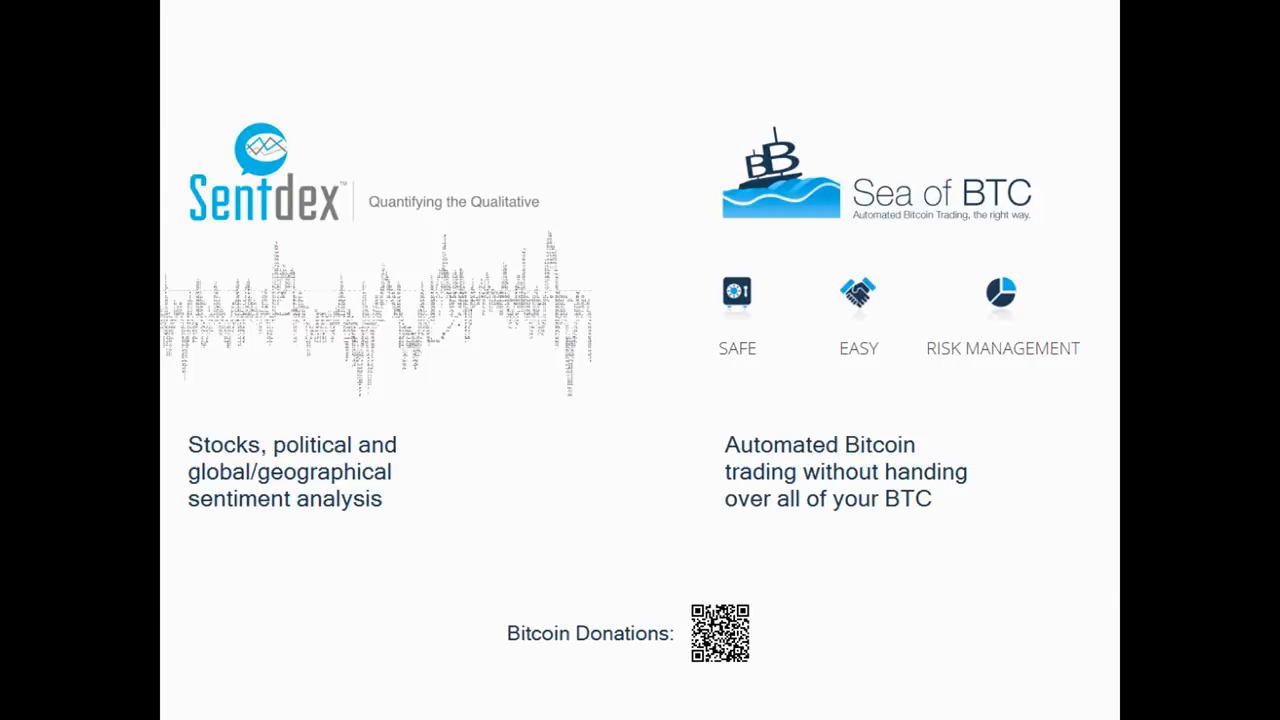 Sentdex™
Quantifying the Qualitative
Stocks, political and
global/geographical
sentiment analysis
BB
Sea of BTC
Automated Bitcoin Trading, the right way.
SAFE
EASY
RISK MANAGEMENT
Automated Bitcoin
trading without handing
over all of your BTC
Bitcoin Donations: